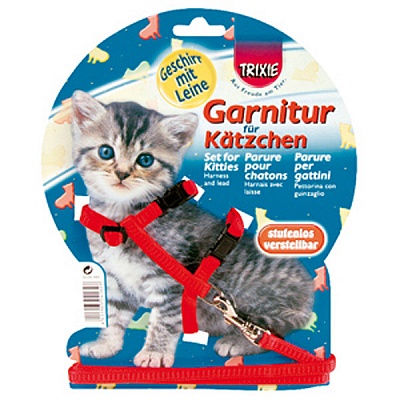 Geschirr mit
Leine
TRIXIE
Aus Freude am Tier.
Garnitur
für
Kätzchen
Set for
Kitties
Harness
and lead
Parure
pour
chatons
Harnais avec
laisse
Parure
per
gattini
Pettorina con
guinzaglio
stufenlos
verstellbar